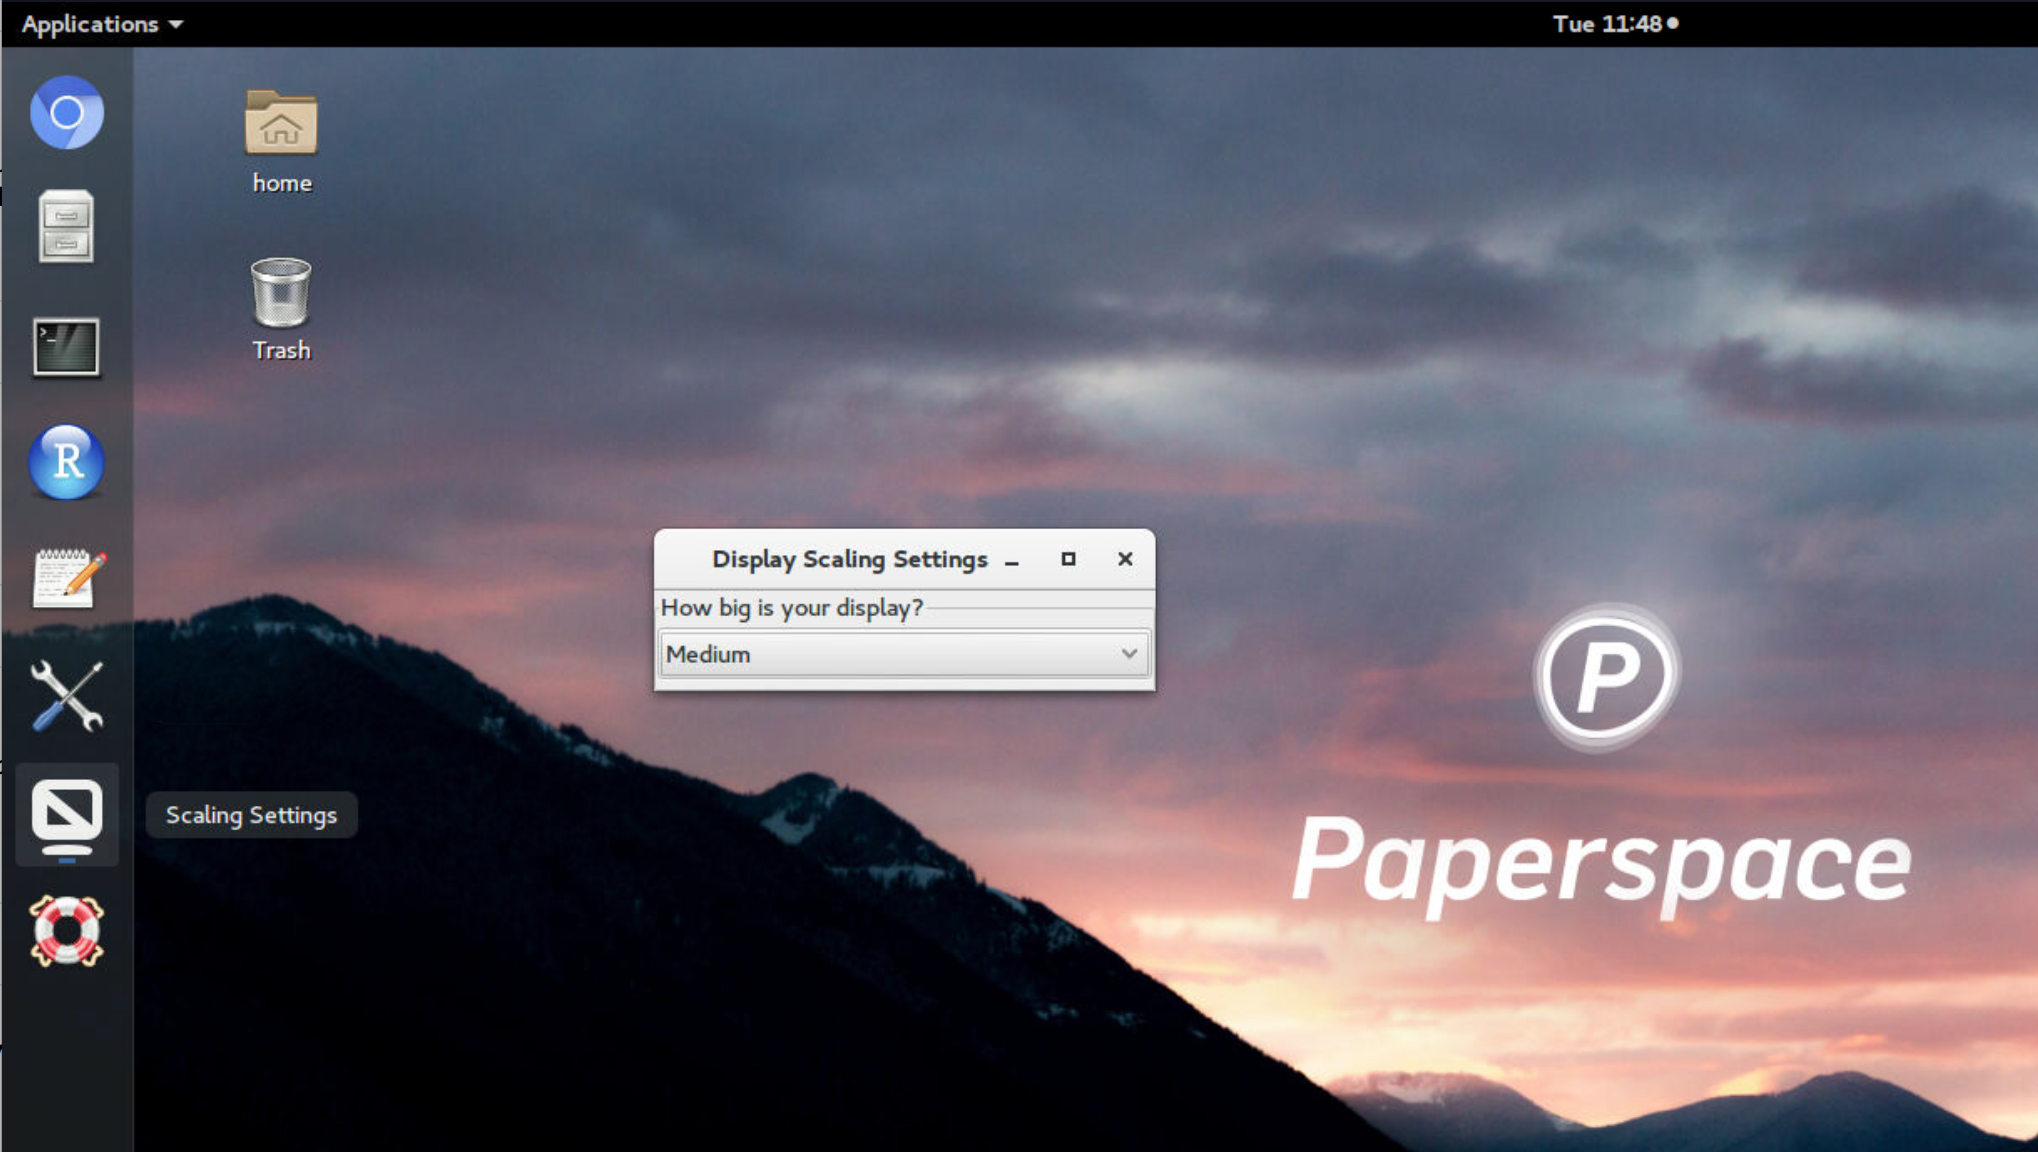 Applications
Tue 11:48
home
Trash
R
Display Scaling Settings
How big is your display?
Medium
Scaling Settings
P
Paperspace